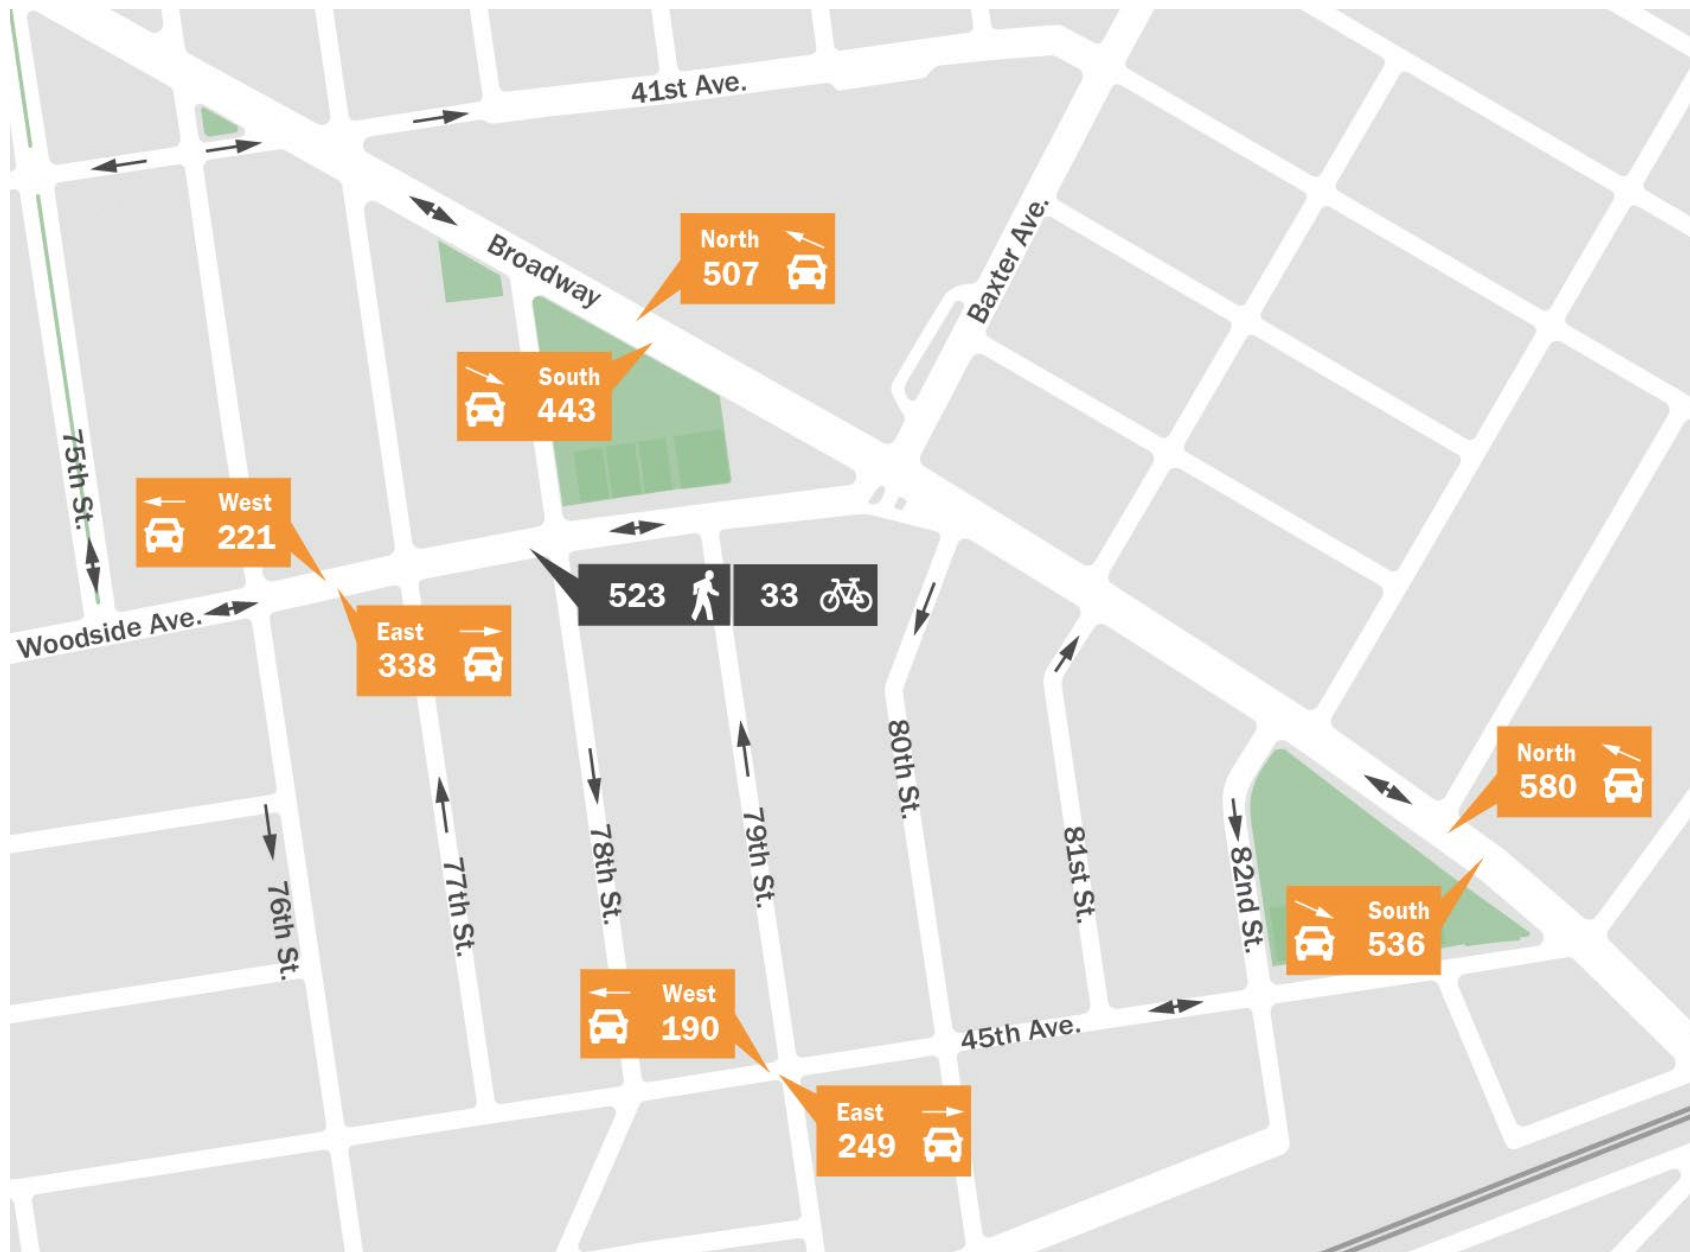 41st Ave.
Baxter Ave.
North
507
Broadway
South
443
75th St.
West
221
523
33
Woodside Ave.
East
338
80th St.
North
580
78th St.
79th St.
81st St.
82nd St.
77th St.
76th St.
South
536
West
190
45th Ave.
East
249